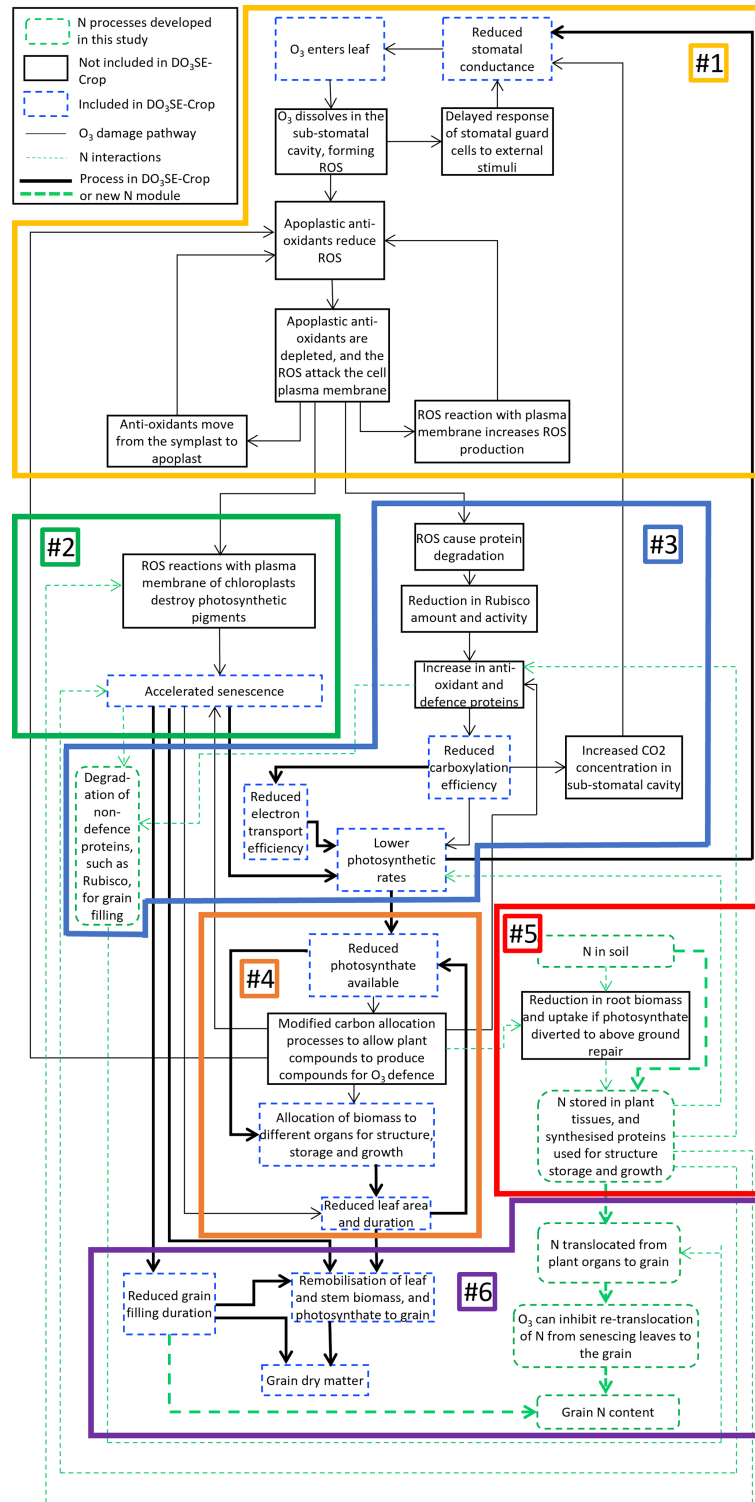 N processes developed
in this study
Not included in DO3SE-
Crop
Included in DO3SE-Crop
O3 damage pathway
N interactions
Process in DO3SE-Crop
or new N module
#1
O3 enters leaf
Reduced
stomatal
conductance
O3 dissolves in the
sub-stomatal
cavity, forming
ROS
Delayed response
of stomatal guard
cells to external
stimuli
Apoplastic anti-
oxidants reduce
ROS
Apoplastic anti-
oxidants are
depleted, and the
ROS attack the cell
plasma membrane
Anti-oxidants move
from the symplast to
apoplast
ROS reaction with plasma
membrane increases ROS
production
#2
ROS reactions with plasma
membrane of chloroplasts
destroy photosynthetic
pigments
Accelerated senescence
#3
ROS cause protein
degradation
Reduction in Rubisco
amount and activity
Increase in anti-
oxidant and
defence proteins
Reduced
carboxylation
efficiency
Increased CO2
concentration in
sub-stomatal cavity
Degrad-
ation of
non-
defence
proteins,
such as
Rubisco,
for grain
filling
Reduced
electron
transport
efficiency
Lower
photosynthetic
rates
#4
Reduced
photosynthate
available
Modified carbon allocation
processes to allow plant
compounds to produce
compounds for O3 defence
Allocation of biomass to
different organs for structure,
storage and growth
Reduced leaf area
and duration
#5
N in soil
Reduction in root biomass
and uptake if photosynthate
diverted to above ground
repair
N stored in plant
tissues, and
synthesised proteins
used for structure
storage and growth
#6
Reduced grain
filling duration
Remobilisation of leaf
and stem biomass, and
photosynthate to grain
Grain dry matter
N translocated from
plant organs to grain
O3 can inhibit re-translocation
of N from senescing leaves to
the grain
Grain N content